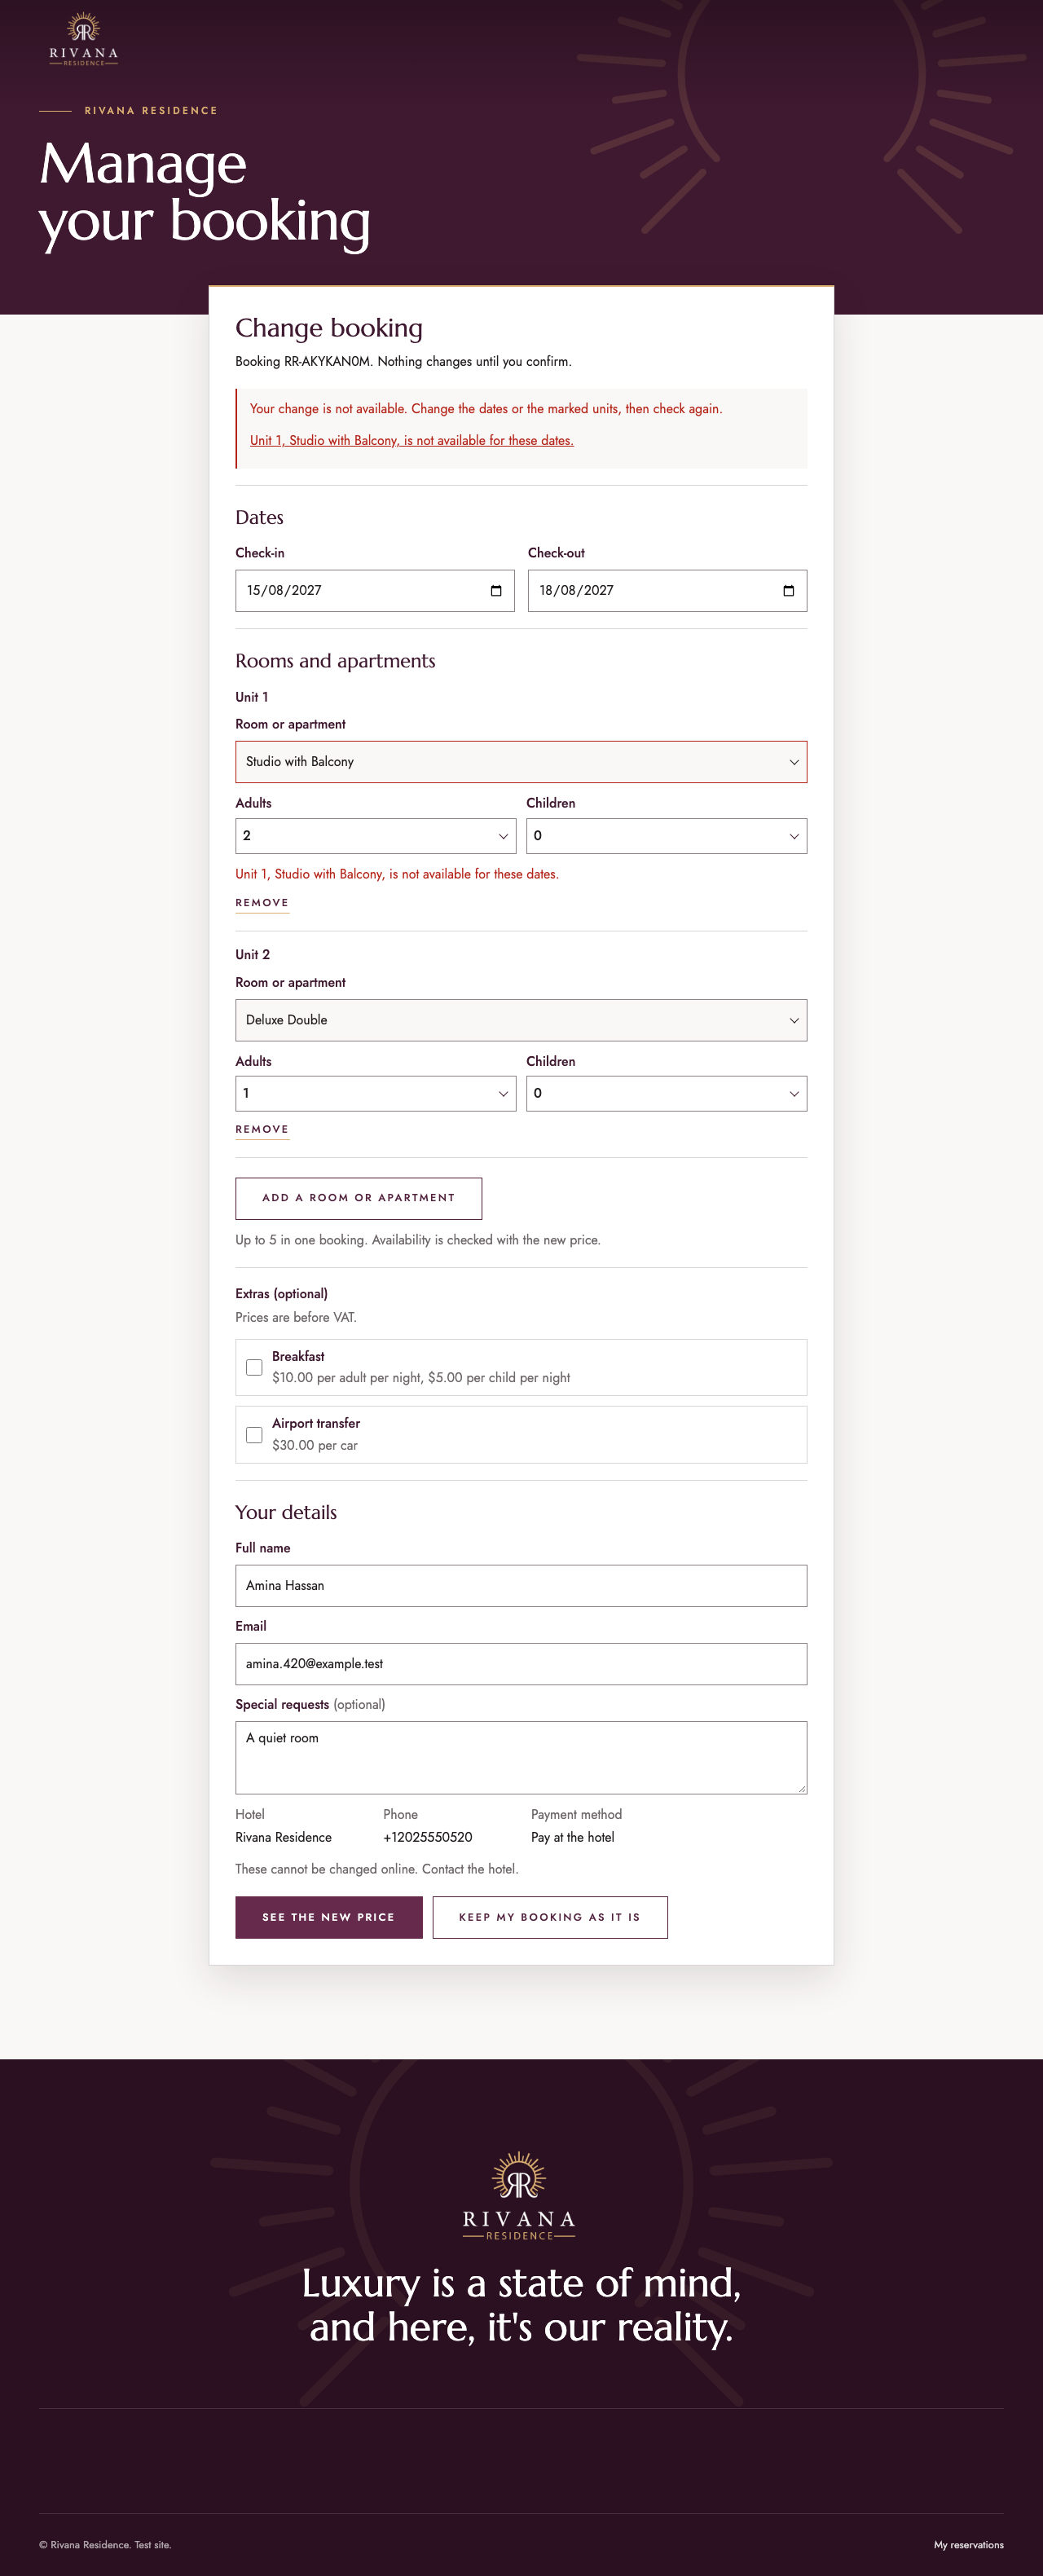 RIVANA
RESIDENCE
RIVANA RESIDENCE
Manage
your booking
Change booking
Booking RR-AKYKAN0M. Nothing changes until you confirm.
Your change is not available. Change the dates or the marked units, then check again.
Unit 1, Studio with Balcony, is not available for these dates.
Dates
Check-in
Check-out
15/08/2027
18/08/2027
Rooms and apartments
Unit 1
Room or apartment
Studio with Balcony
Adults
Children
2
0
Unit 1, Studio with Balcony, is not available for these dates.
REMOVE
Unit 2
Room or apartment
Deluxe Double
Adults
Children
1
0
REMOVE
ADD A ROOM OR APARTMENT
Up to 5 in one booking. Availability is checked with the new price.
Extras (optional)
Prices are before VAT.
Breakfast
$10.00 per adult per night, $5.00 per child per night
Airport transfer
$30.00 per car
Your details
Full name
Amina Hassan
Email
amina.420@example.test
Special requests (optional)
A quiet room
Hotel
Phone
Payment method
Rivana Residence
+12025550520
Pay at the hotel
These cannot be changed online. Contact the hotel.
SEE THE NEW PRICE
KEEP MY BOOKING AS IT IS
RIVANA
RESIDENCE
Luxury is a state of mind,
and here, it's our reality.
© Rivana Residence. Test site.
My reservations